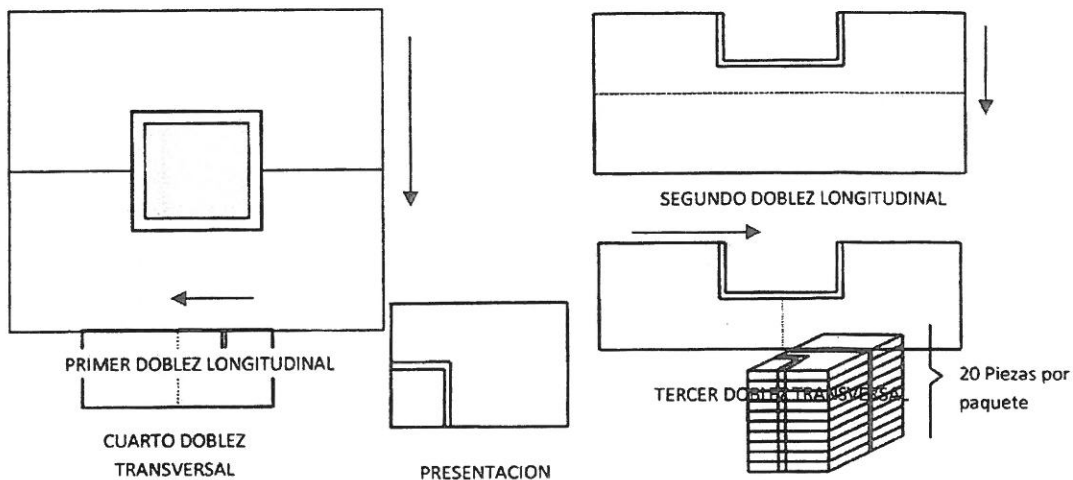 SEGUNDO DOBLEZ LONGITUDINAL
PRIMER DOBLEZ LONGITUDINAL
TERCER DOBLEZ TRANSVERSAL
20 Piezas por
paquete
CUARTO DOBLEZ
TRANSVERSAL
PRESENTACION